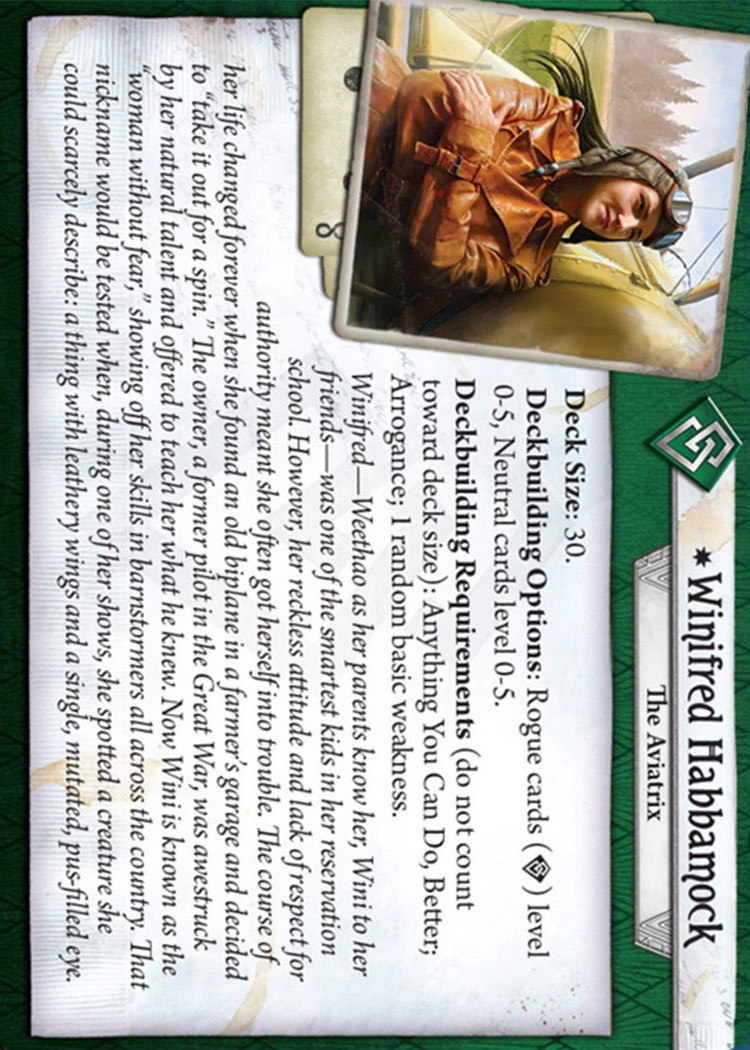 Winifred Habbamock
The Aviatrix
Deck Size: 30.
Deckbuilding Options: Rogue cards () level
0-5, Neutral cards level 0-5.
Deckbuilding Requirements (do not count
toward deck size): Anything You Can Do, Better;
Arrogance; 1 random basic weakness.
Winifred—Weethao as her parents know her, Wini to her
friends—was one of the smartest kids in her reservation
school. However, her reckless attitude and lack of respect for
authority meant she often got herself into trouble. The course of
her life changed forever when she found an old biplane in a farmer's garage and decided
to “take it out for a spin.” The owner, a former pilot in the Great War, was awestruck
by her natural talent and offered to teach her what he knew. Now Wini is known as the
“woman without fear,” showing off her skills in barnstormers all across the country. That
nickname would be tested when, during one of her shows, she spotted a creature she
could scarcely describe: a thing with leathery wings and a single, mutated, pus-filled eye.
8